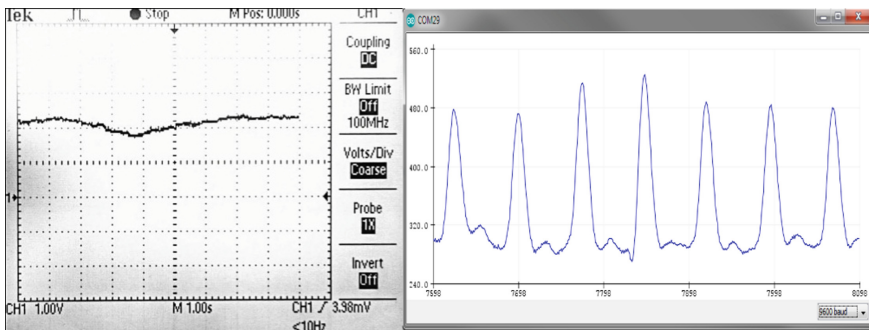 Tek Stop M Pos: 0.000s CH1
Coupling
DC
BW Limit
Off
100MHz
Volts/Div
Coarse
Probe
1X
Invert
Off
1
CH1 1.00V M 1.00s CH1 3.98mV
<10Hz
COM29
560.0
480.0
400.0
320.0
240.0
7598 7698 7798 7898 7998 8098
9600 baud